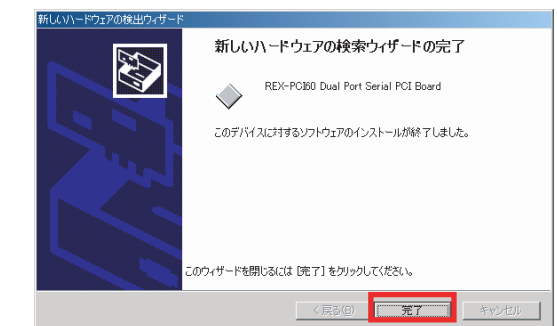 新しいハードウェアの検出ウィザード
新しいハードウェアの検索ウィザードの完了
REX-PCI60 Dual Port Serial PCI Board
このデバイスに対するソフトウェアのインストールが終了しました。
このウィザードを閉じるには [完了] をクリックしてください。
< 戻る(B) 完了 キャンセル